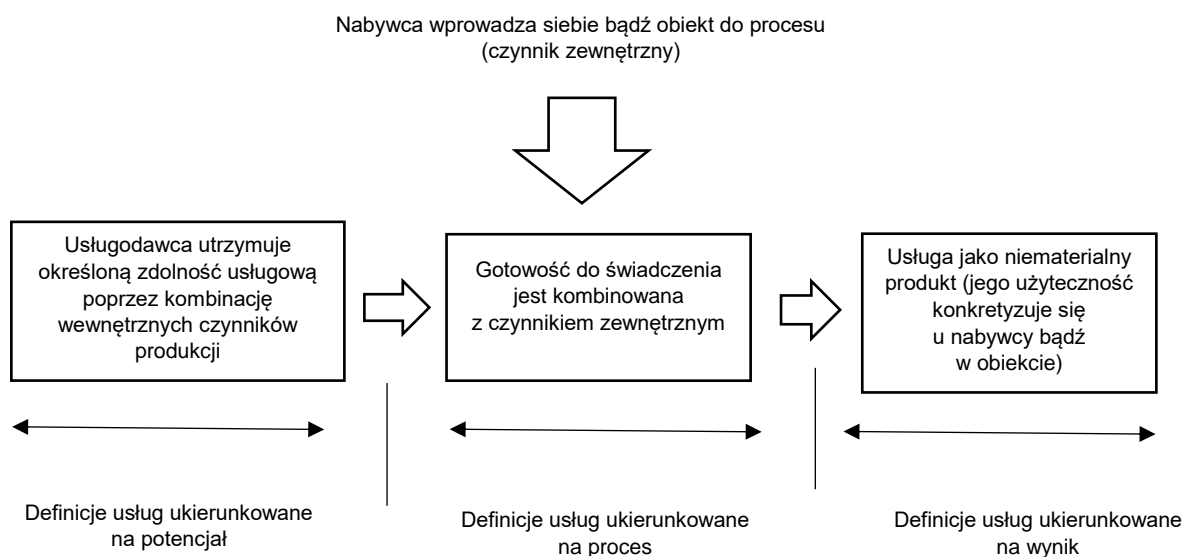 Nabywca wprowadza siebie bądź obiekt do procesu
(czynnik zewnętrzny)
Usługodawca utrzymuje
określoną zdolność usługową
poprzez kombinację
wewnętrznych czynników
produkcji
Gotowość do świadczenia
jest kombinowana
z czynnikiem zewnętrznym
Usługa jako niematerialny
produkt (jego użyteczność
konkretyzuje się
u nabywcy bądź
w obiekcie)
Definicje usług ukierunkowane
na potencjał
Definicje usług ukierunkowane
na proces
Definicje usług ukierunkowane
na wynik